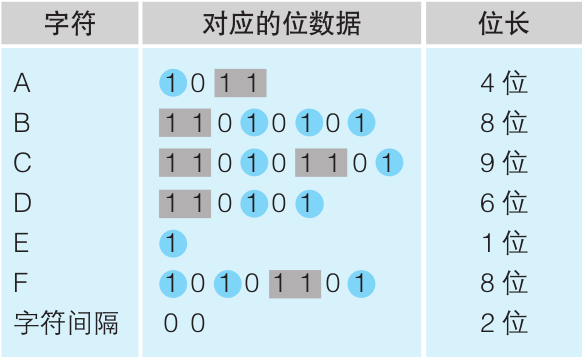 字符 对应的位数据 位长
A 1 0 1 1 4位
B 1 1 0 1 0 1 0 1 8位
C 1 1 0 1 0 1 1 0 1 9位
D 1 1 0 1 0 1 6位
E 1 1位
F 1 0 1 0 1 1 0 1 8位
字符间隔 0 0 2位